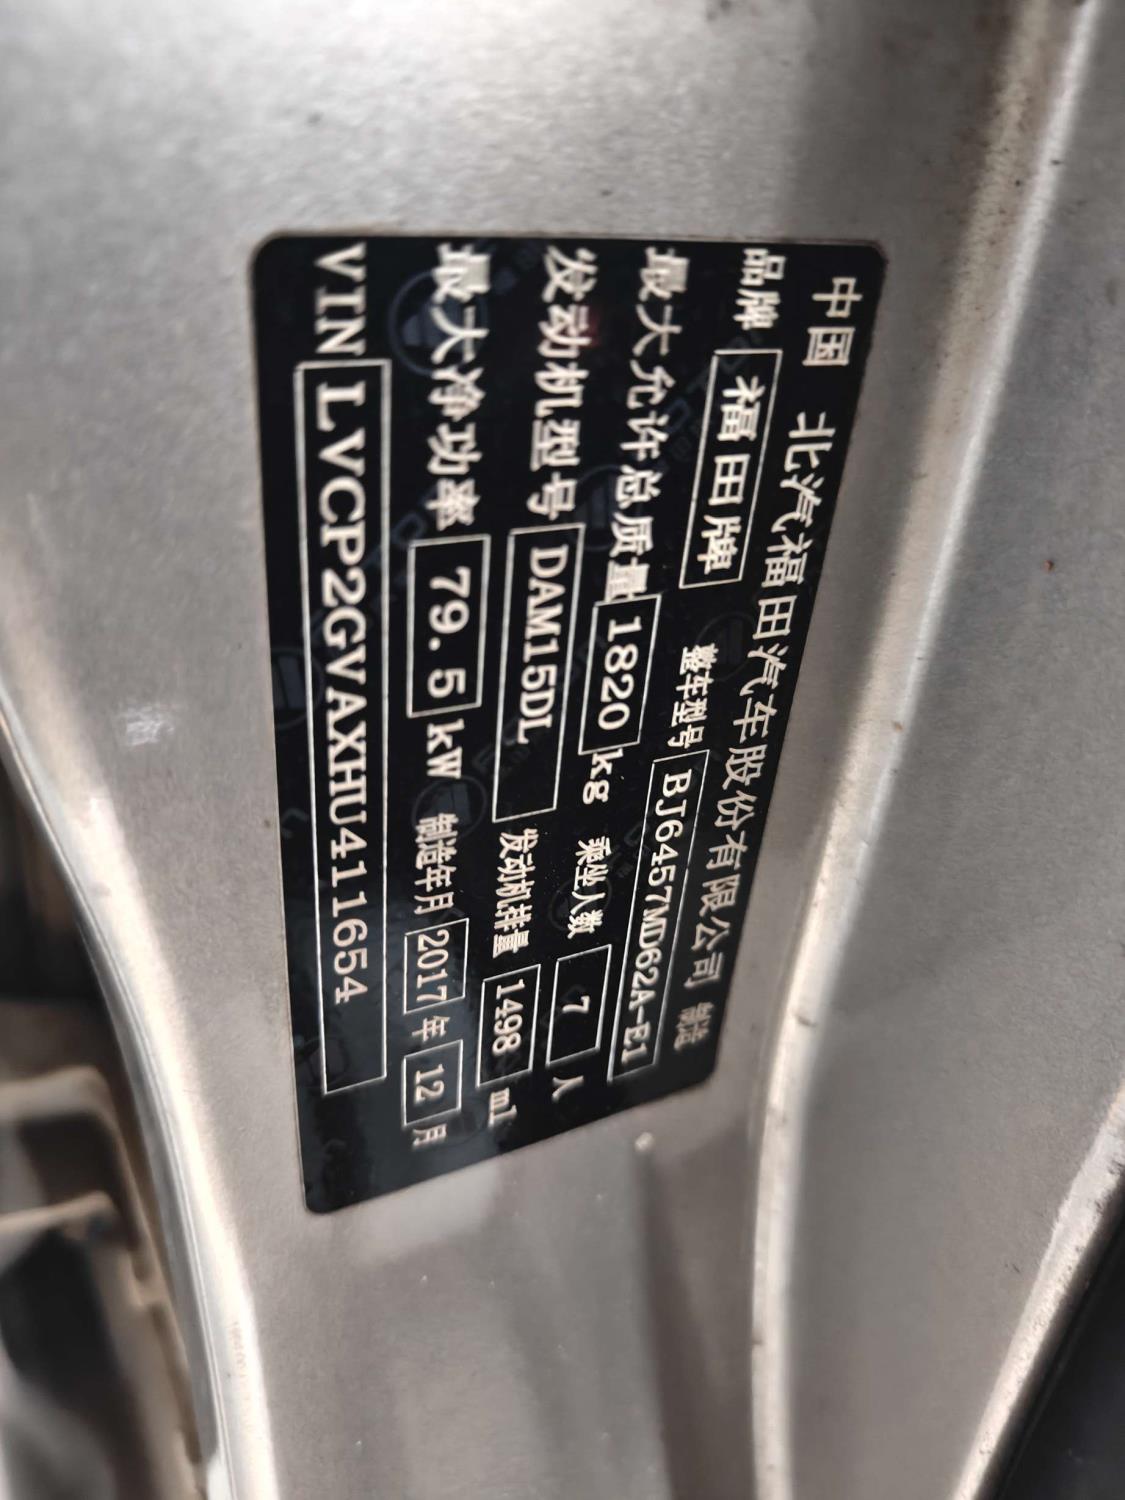 中国 北汽福田汽车股份有限公司 制造
品牌 福田牌 整车型号 BJ6457MD62A-E1
最大允许总质量 1820 kg 乘坐人数 7 人
发动机型号 DAM15DL 发动机排量 1498 ml
最大净功率 79.5 kW 制造年月 2017 年 12 月
VIN LVCP2GVAXHU411654